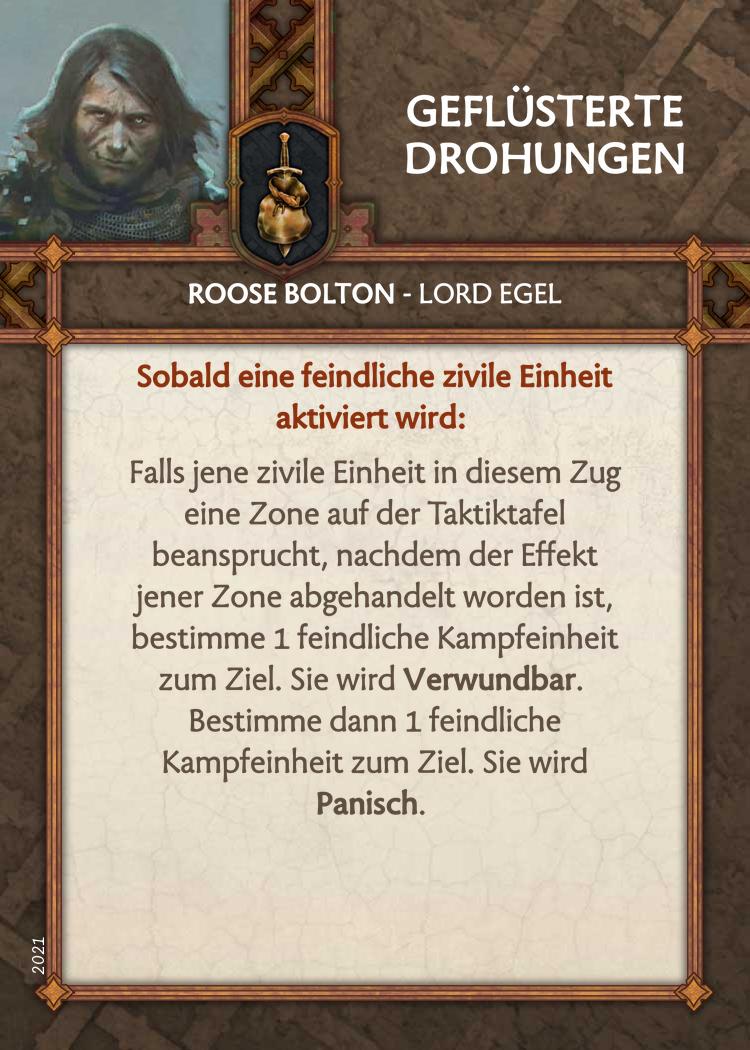 GEFLÜSTERTE
DROHUNGEN
ROOSE BOLTON - LORD EGEL
Sobald eine feindliche zivile Einheit
aktiviert wird:
Falls jene zivile Einheit in diesem Zug
eine Zone auf der Taktiktafel
beansprucht, nachdem der Effekt
jener Zone abgehandelt worden ist,
bestimme 1 feindliche Kampfeinheit
zum Ziel. Sie wird Verwundbar.
Bestimme dann 1 feindliche
Kampfeinheit zum Ziel. Sie wird
Panisch.
2021